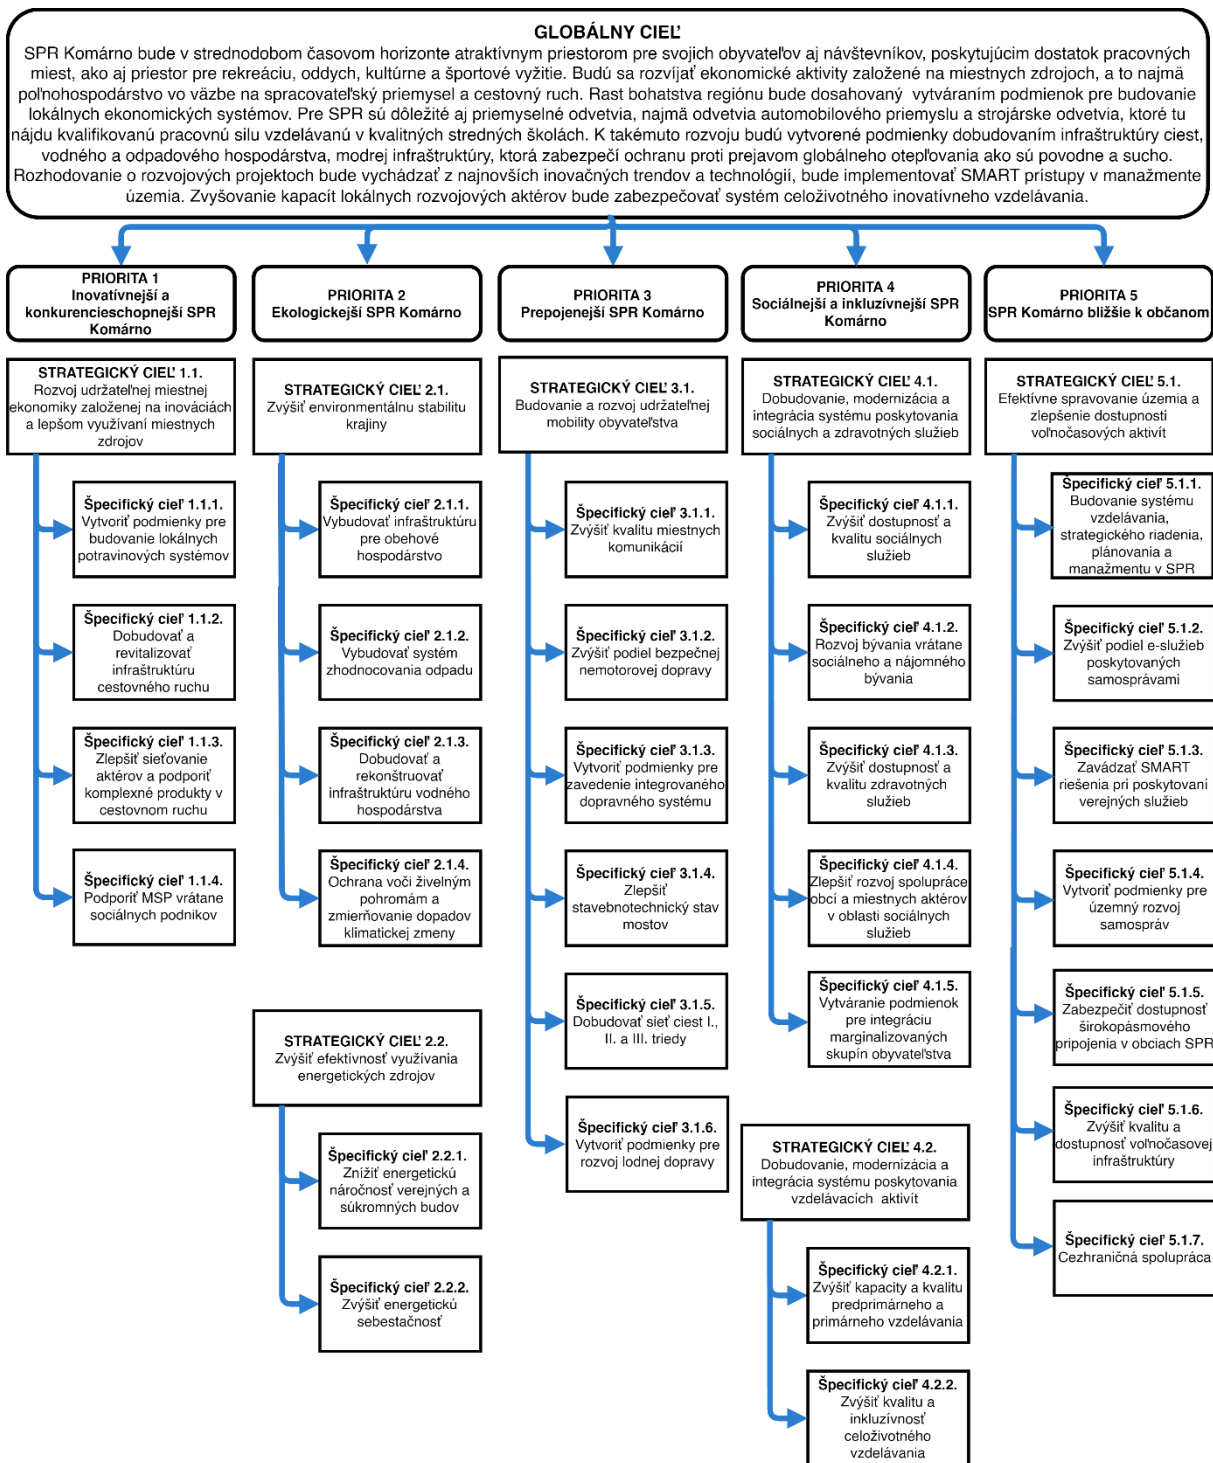 GLOBÁLNY CIEĽ
SPR Komárno bude v strednodobom časovom horizonte atraktívnym priestorom pre svojich obyvateľov aj návštevníkov, poskytujúcim dostatok pracovných
miest, ako aj priestor pre rekreáciu, oddych, kultúrne a športové vyžitie. Budú sa rozvíjať ekonomické aktivity založené na miestnych zdrojoch, a to najmä
poľnohospodárstvo vo väzbe na spracovateľský priemysel a cestovný ruch. Rast bohatstva regiónu bude dosahovaný vytváraním podmienok pre budovanie
lokálnych ekonomických systémov. Pre SPR sú dôležité aj priemyselné odvetvia, najmä odvetvia automobilového priemyslu a strojárske odvetvia, ktoré tu
nájdu kvalifikovanú pracovnú silu vzdelávanú v kvalitných stredných školách. K takémuto rozvoju budú vytvorené podmienky dobudovaním infraštruktúry ciest,
vodného a odpadového hospodárstva, modrej infraštruktúry, ktorá zabezpečí ochranu proti prejavom globálneho otepľovania ako sú povodne a sucho.
Rozhodovanie o rozvojových projektoch bude vychádzať z najnovších inovačných trendov a technológií, bude implementovať SMART prístupy v manažmente
územia. Zvyšovanie kapacít lokálnych rozvojových aktérov bude zabezpečovať systém celoživotného inovatívneho vzdelávania.
PRIORITA 1
Inovatívnejší a
konkurencieschopnejší SPR
Komárno
STRATEGICKÝ CIEĽ 1.1.
Rozvoj udržateľnej miestnej
ekonomiky založenej na inováciách
a lepšom využívaní miestnych
zdrojov
Špecifický cieľ 1.1.1.
Vytvoriť podmienky pre
budovanie lokálnych
potravinových systémov
Špecifický cieľ 1.1.2.
Dobudovať a
revitalizovať
infraštruktúru
cestovného ruchu
Špecifický cieľ 1.1.3.
Zlepšiť sieťovanie
aktérov a podporiť
komplexné produkty v
cestovnom ruchu
Špecifický cieľ 1.1.4.
Podporiť MSP vrátane
sociálnych podnikov
PRIORITA 2
Ekologickejší SPR Komárno
STRATEGICKÝ CIEĽ 2.1.
Zvýšiť environmentálnu stabilitu
krajiny
Špecifický cieľ 2.1.1.
Vybudovať infraštruktúru
pre obehové
hospodárstvo
Špecifický cieľ 2.1.2.
Vybudovať systém
zhodnocovania odpadu
Špecifický cieľ 2.1.3.
Dobudovať a
rekonštruovať
infraštruktúru vodného
hospodárstva
Špecifický cieľ 2.1.4.
Ochrana voči živelným
pohromám a
zmierňovanie dopadov
klimatickej zmeny
STRATEGICKÝ CIEĽ 2.2.
Zvýšiť efektívnosť využívania
energetických zdrojov
Špecifický cieľ 2.2.1.
Znížiť energetickú
náročnosť verejných a
súkromných budov
Špecifický cieľ 2.2.2.
Zvýšiť energetickú
sebestačnosť
PRIORITA 3
Prepojenejší SPR Komárno
STRATEGICKÝ CIEĽ 3.1.
Budovanie a rozvoj udržateľnej
mobility obyvateľstva
Špecifický cieľ 3.1.1.
Zvýšiť kvalitu miestnych
komunikácií
Špecifický cieľ 3.1.2.
Zvýšiť podiel bezpečnej
nemotorovej dopravy
Špecifický cieľ 3.1.3.
Vytvoriť podmienky pre
zavedenie integrovaného
dopravného systému
Špecifický cieľ 3.1.4.
Zlepšiť
stavebnotechnický stav
mostov
Špecifický cieľ 3.1.5.
Dobudovať sieť ciest I.,
II. a III. triedy
Špecifický cieľ 3.1.6.
Vytvoriť podmienky pre
rozvoj lodnej dopravy
PRIORITA 4
Sociálnejší a inkluzívnejší SPR
Komárno
STRATEGICKÝ CIEĽ 4.1.
Dobudovanie, modernizácia a
integrácia systému poskytovania
sociálnych a zdravotných služieb
Špecifický cieľ 4.1.1.
Zvýšiť dostupnosť a
kvalitu sociálnych
služieb
Špecifický cieľ 4.1.2.
Rozvoj bývania vrátane
sociálneho a nájomného
bývania
Špecifický cieľ 4.1.3.
Zvýšiť dostupnosť a
kvalitu zdravotných
služieb
Špecifický cieľ 4.1.4.
Zlepšiť rozvoj spolupráce
obcí a miestnych aktérov
v oblasti sociálnych
služieb
Špecifický cieľ 4.1.5.
Vytváranie podmienok
pre integráciu
marginalizovaných
skupín obyvateľstva
STRATEGICKÝ CIEĽ 4.2.
Dobudovanie, modernizácia a
integrácia systému poskytovania
vzdelávacích aktivít
Špecifický cieľ 4.2.1.
Zvýšiť kapacity a kvalitu
predprimárneho a
primárneho vzdelávania
Špecifický cieľ 4.2.2.
Zvýšiť kvalitu a
inkluzívnosť
celoživotného
vzdelávania
PRIORITA 5
SPR Komárno bližšie k občanom
STRATEGICKÝ CIEĽ 5.1.
Efektívne spravovanie územia a
zlepšenie dostupnosti
voľnočasových aktivít
Špecifický cieľ 5.1.1.
Budovanie systému
vzdelávania,
strategického riadenia,
plánovania a
manažmentu v SPR
Špecifický cieľ 5.1.2.
Zvýšiť podiel e-služieb
poskytovaných
samosprávami
Špecifický cieľ 5.1.3.
Zavádzať SMART
riešenia pri poskytovaní
verejných služieb
Špecifický cieľ 5.1.4.
Vytvoriť podmienky pre
územný rozvoj
samospráv
Špecifický cieľ 5.1.5.
Zabezpečiť dostupnosť
širokopásmového
pripojenia v obciach SPR
Špecifický cieľ 5.1.6.
Zvýšiť kvalitu a
dostupnosť voľnočasovej
infraštruktúry
Špecifický cieľ 5.1.7.
Cezhraničná spolupráca